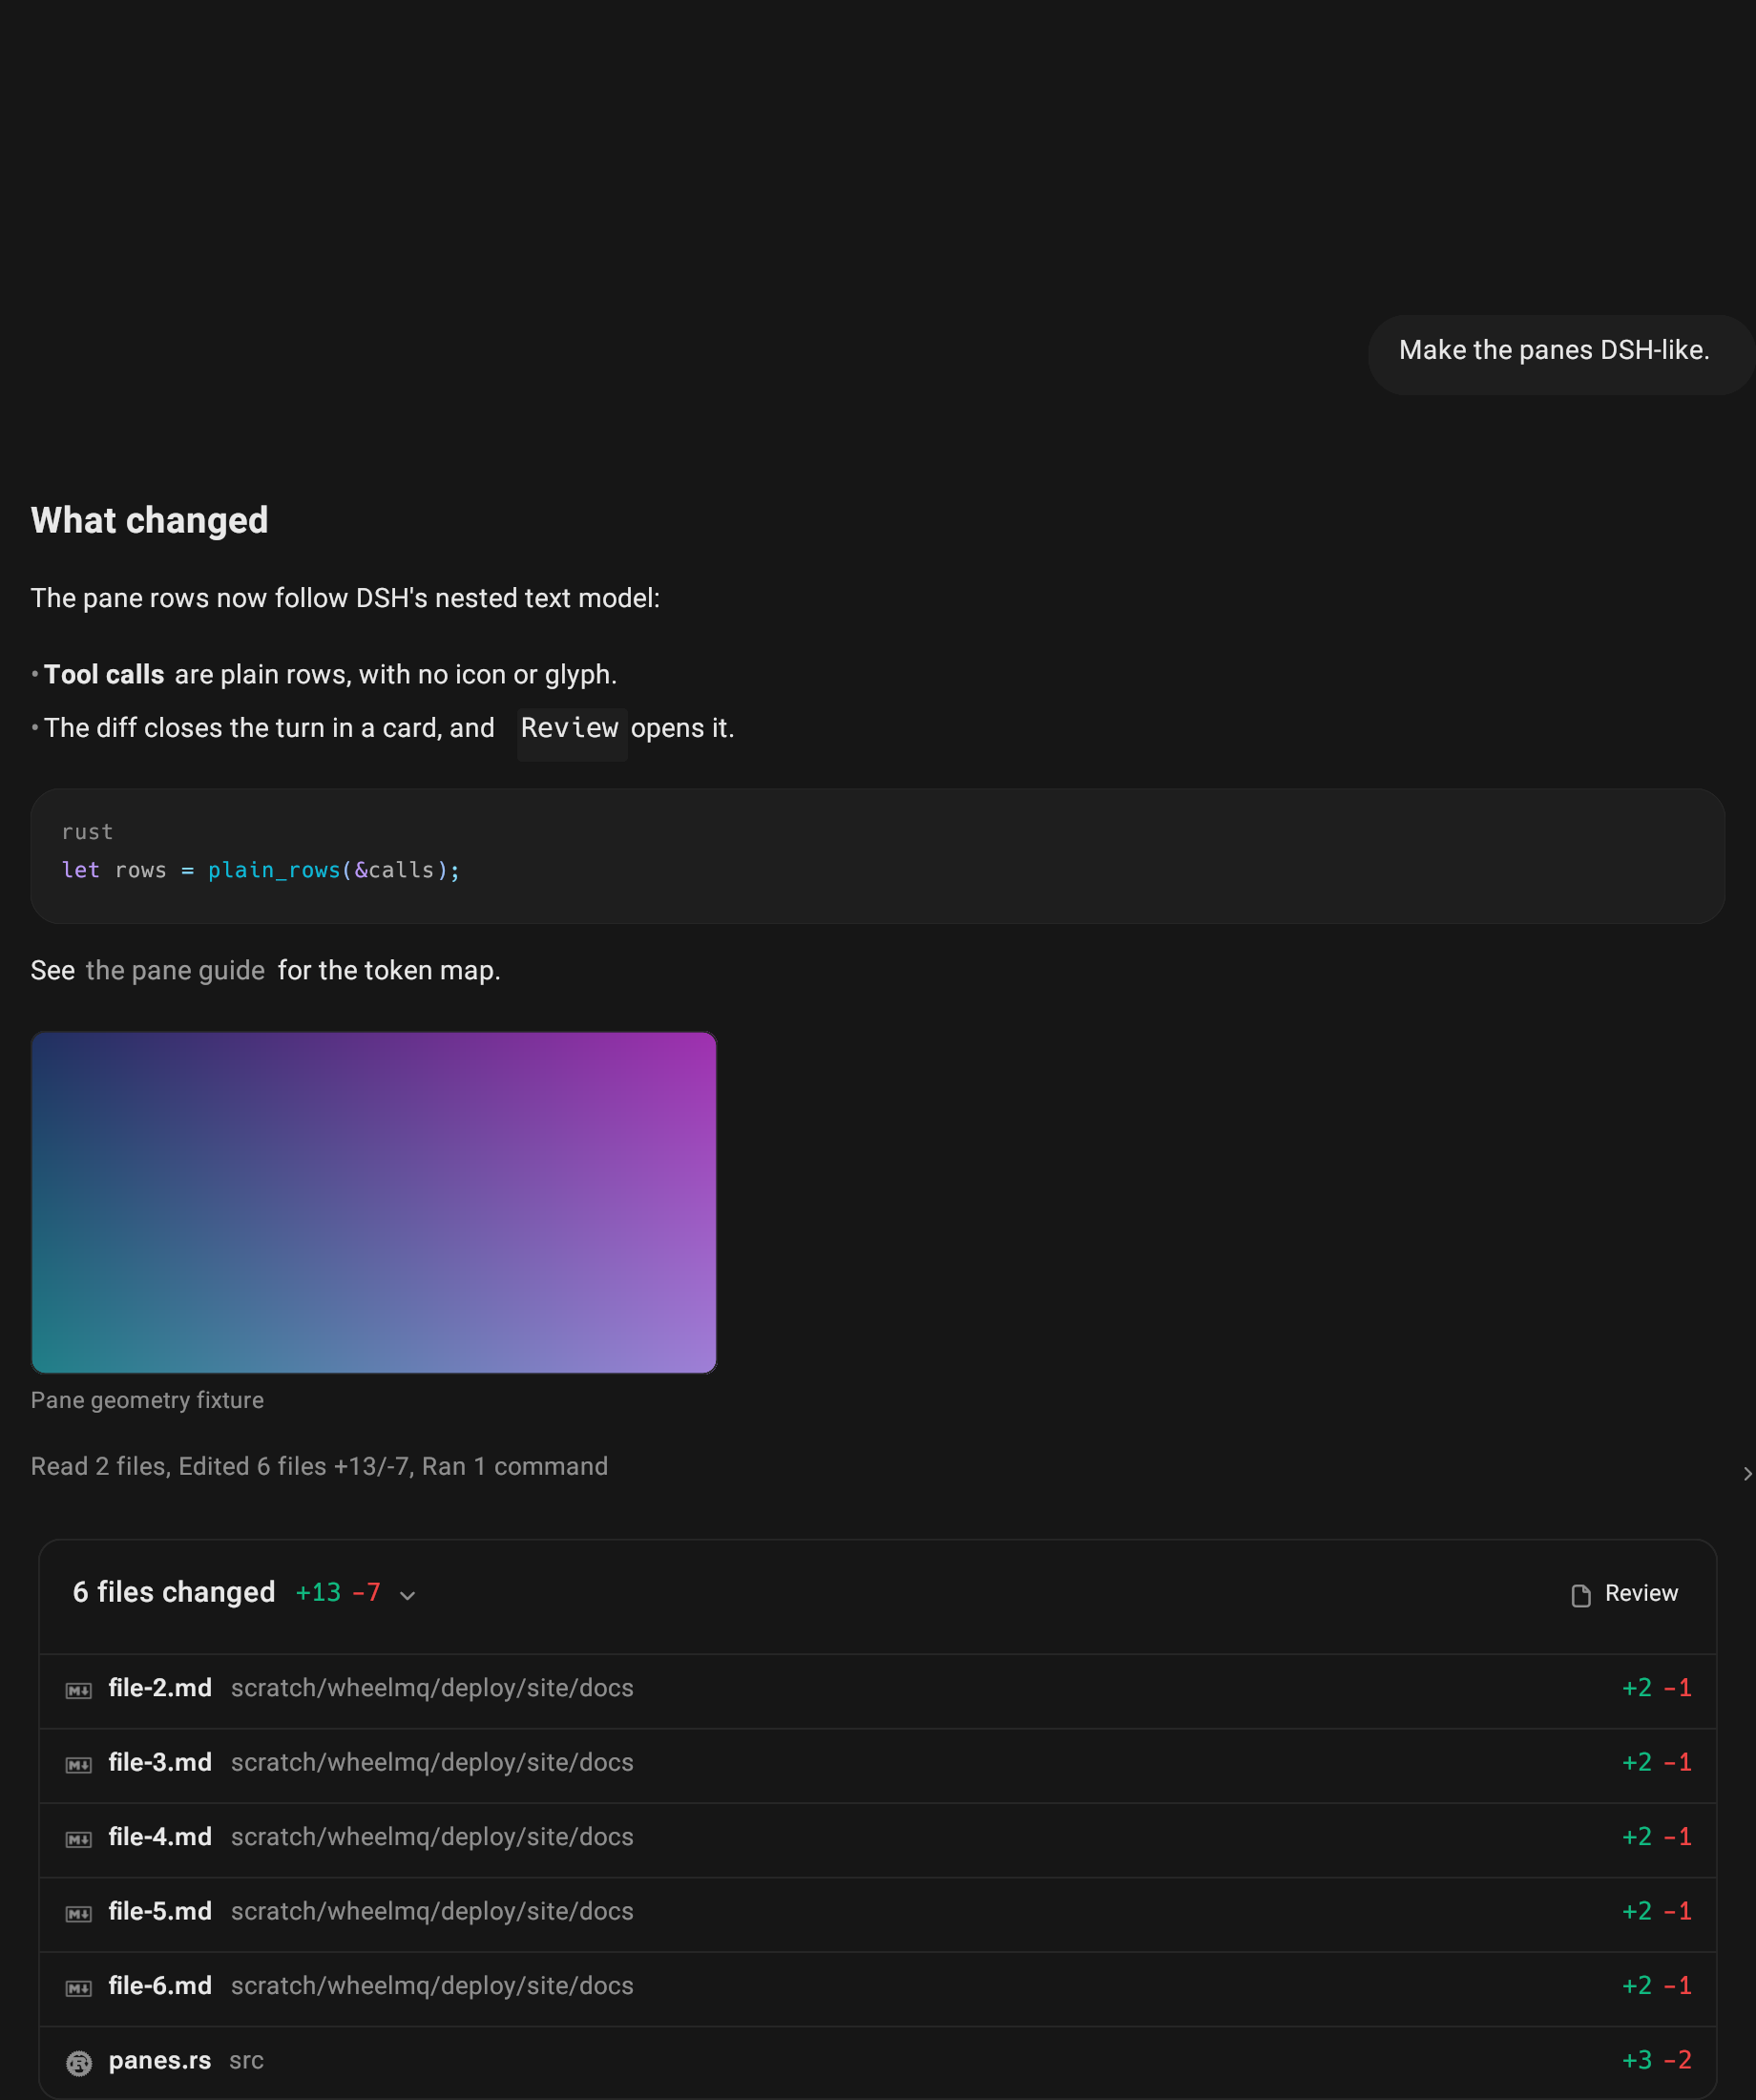 Make the panes DSH-like.
What changed
The pane rows now follow DSH's nested text model:
• Tool calls are plain rows, with no icon or glyph.
• The diff closes the turn in a card, and Review opens it.
rust
let rows = plain_rows(&calls);
See the pane guide for the token map.
Pane geometry fixture
Read 2 files, Edited 6 files +13/-7, Ran 1 command
6 files changed +13 -7 Review
M↓ file-2.md scratch/wheelmq/deploy/site/docs +2 -1
M↓ file-3.md scratch/wheelmq/deploy/site/docs +2 -1
M↓ file-4.md scratch/wheelmq/deploy/site/docs +2 -1
M↓ file-5.md scratch/wheelmq/deploy/site/docs +2 -1
M↓ file-6.md scratch/wheelmq/deploy/site/docs +2 -1
R panes.rs src +3 -2